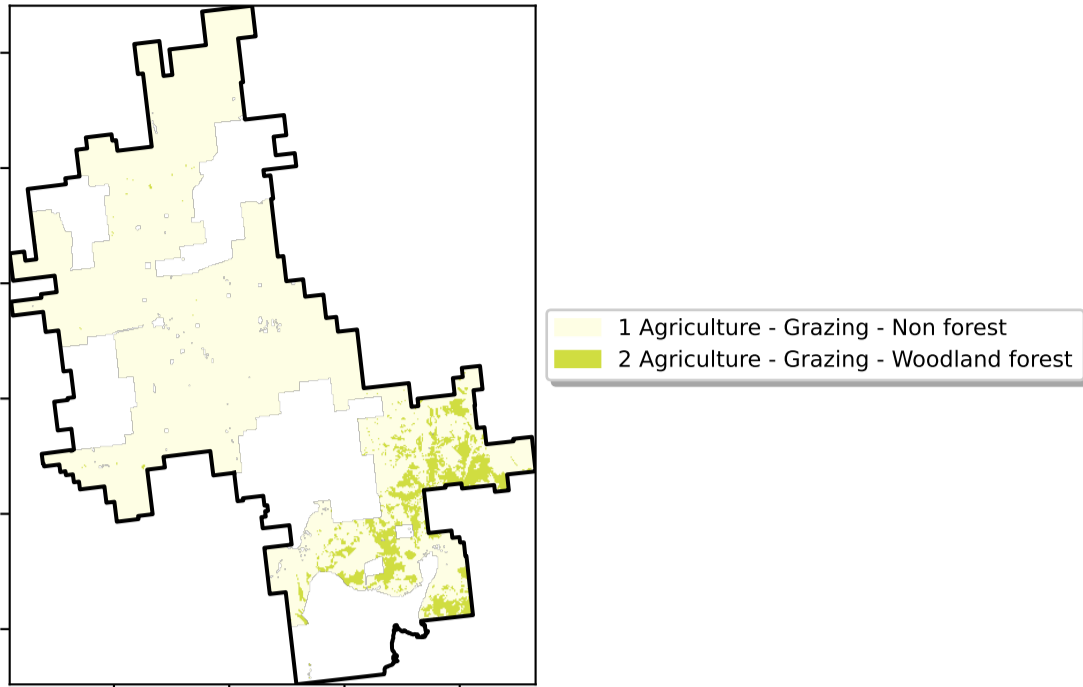 1 Agriculture - Grazing - Non forest
2 Agriculture - Grazing - Woodland forest